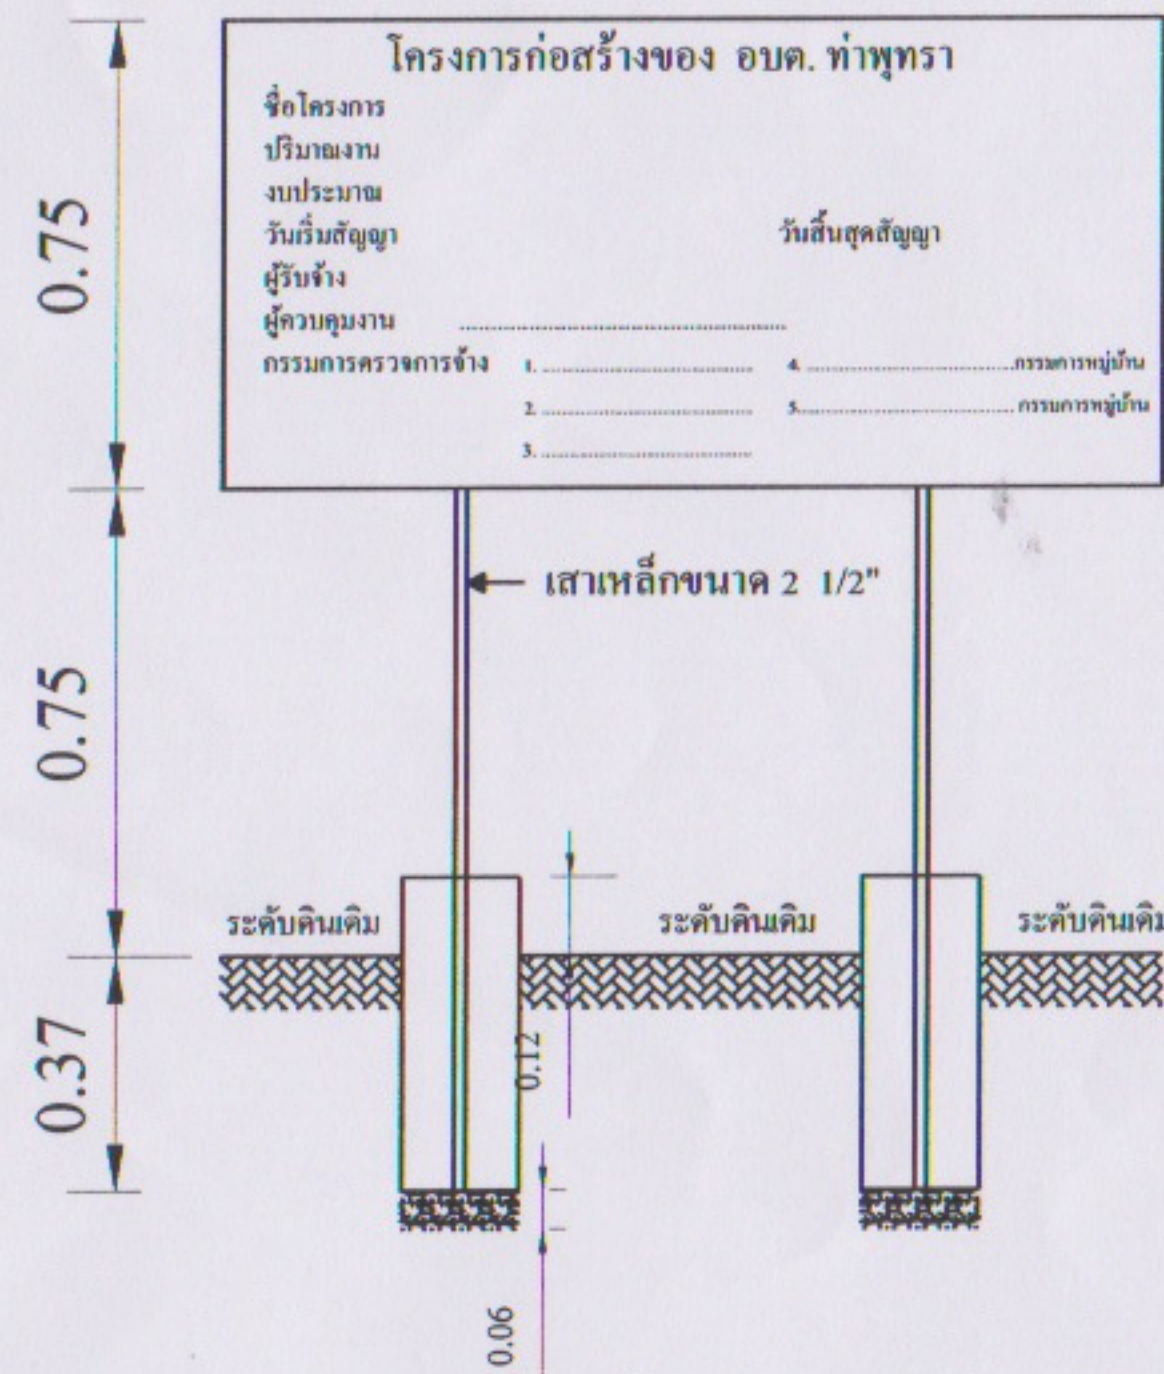 โครงการก่อสร้างของ อบต. ท่าพุทรา
ชื่อโครงการ
ปริมาณงาน
งบประมาณ
วันเริ่มสัญญา วันสิ้นสุดสัญญา
ผู้รับจ้าง
ผู้ควบคุมงาน ........................................
กรรมการตรวจการจ้าง 1. .............................. 4. ..............................กรรมการหมู่บ้าน
2. .............................. 5. ..............................กรรมการหมู่บ้าน
3. ..............................
0.75
เสาเหล็กขนาด 2 1/2"
0.75
ระดับดินเดิม ระดับดินเดิม ระดับดินเดิม
0.37
0.12
0.06